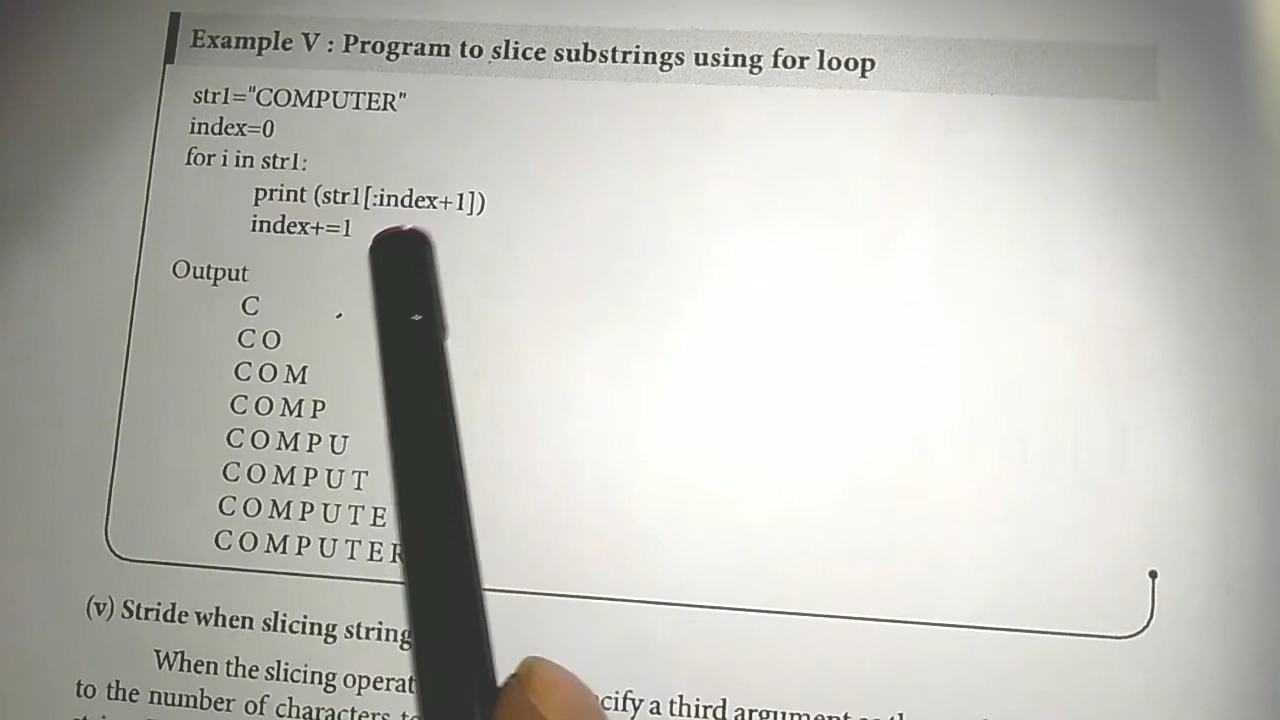 Example V : Program to slice substrings using for loop
str1="COMPUTER"
index=0
for i in str1:
print (str1[:index+1])
index+=1
Output
C
C O
C O M
C O M P
C O M P U
C O M P U T
C O M P U T E
C O M P U T E R
(v) Stride when slicing string
When the slicing operat cify a third argument
to the number of characters